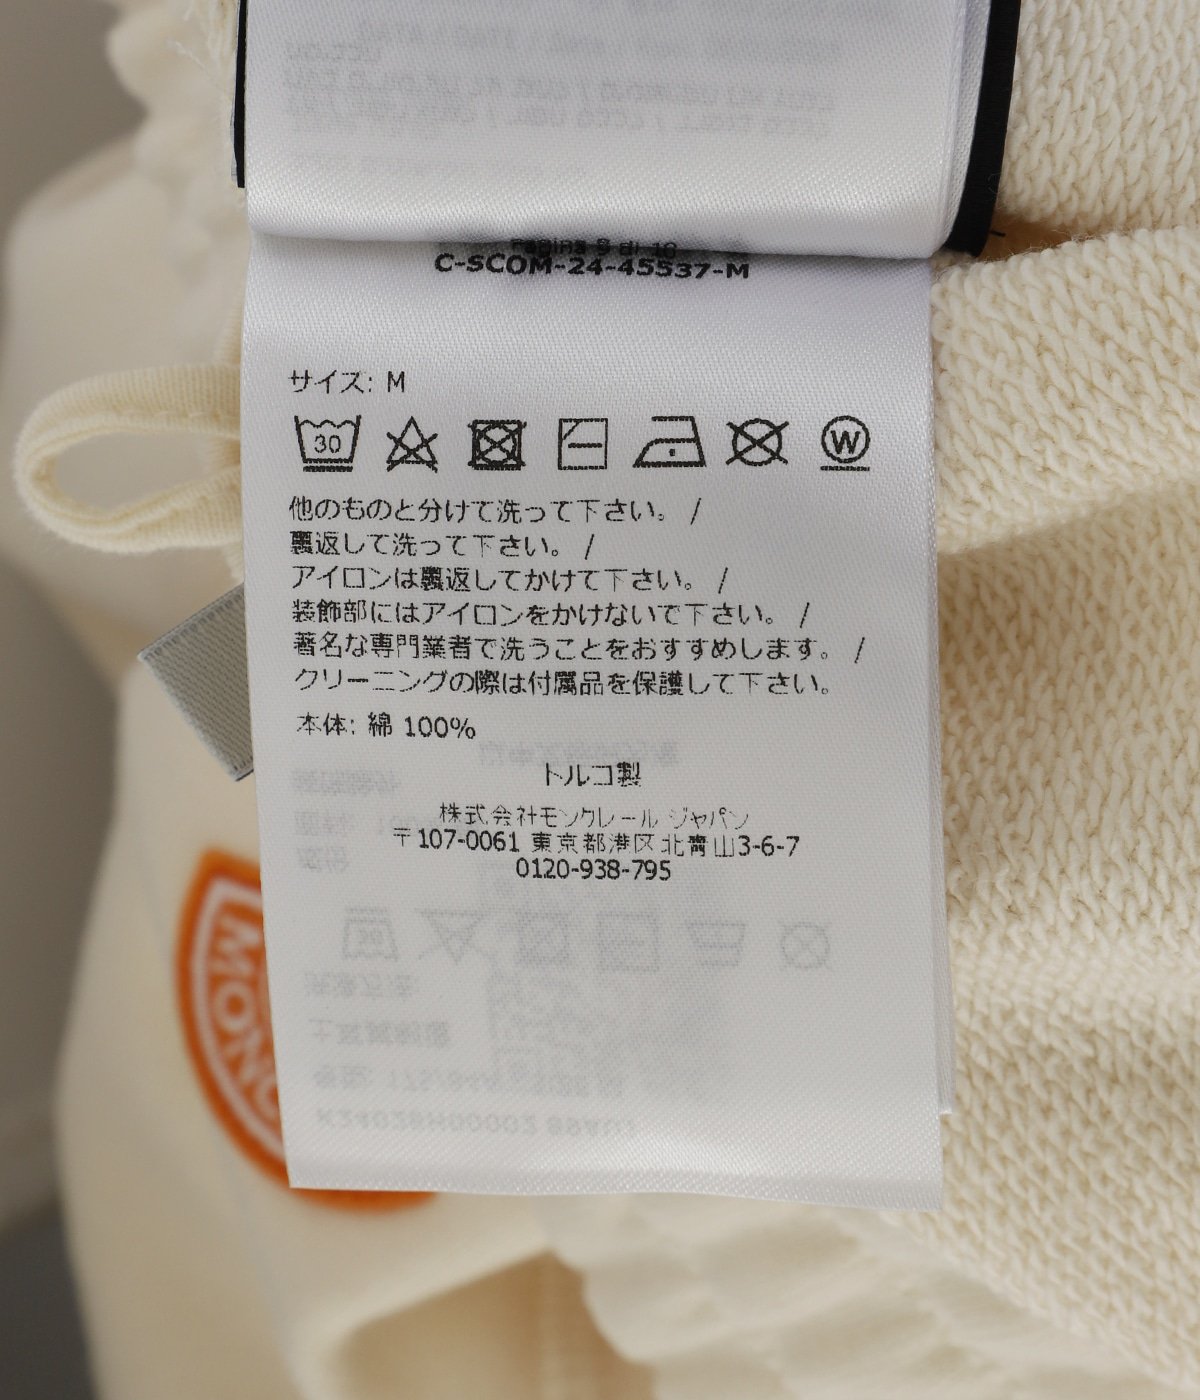 Pagina 9 di 10
C-SCOM-24-45537-M
サイズ: M
30 W
他のものと分けて洗って下さい。 /
裏返して洗って下さい。 /
アイロンは裏返してかけて下さい。 /
装飾部にはアイロンをかけないで下さい。 /
著名な専門業者で洗うことをおすすめします。 /
クリーニングの際は付属品を保護して下さい。
本体: 綿 100%
トルコ製
株式会社モンクレール ジャパン
〒107-0061 東京都港区北青山3-6-7
0120-938-795
MONC